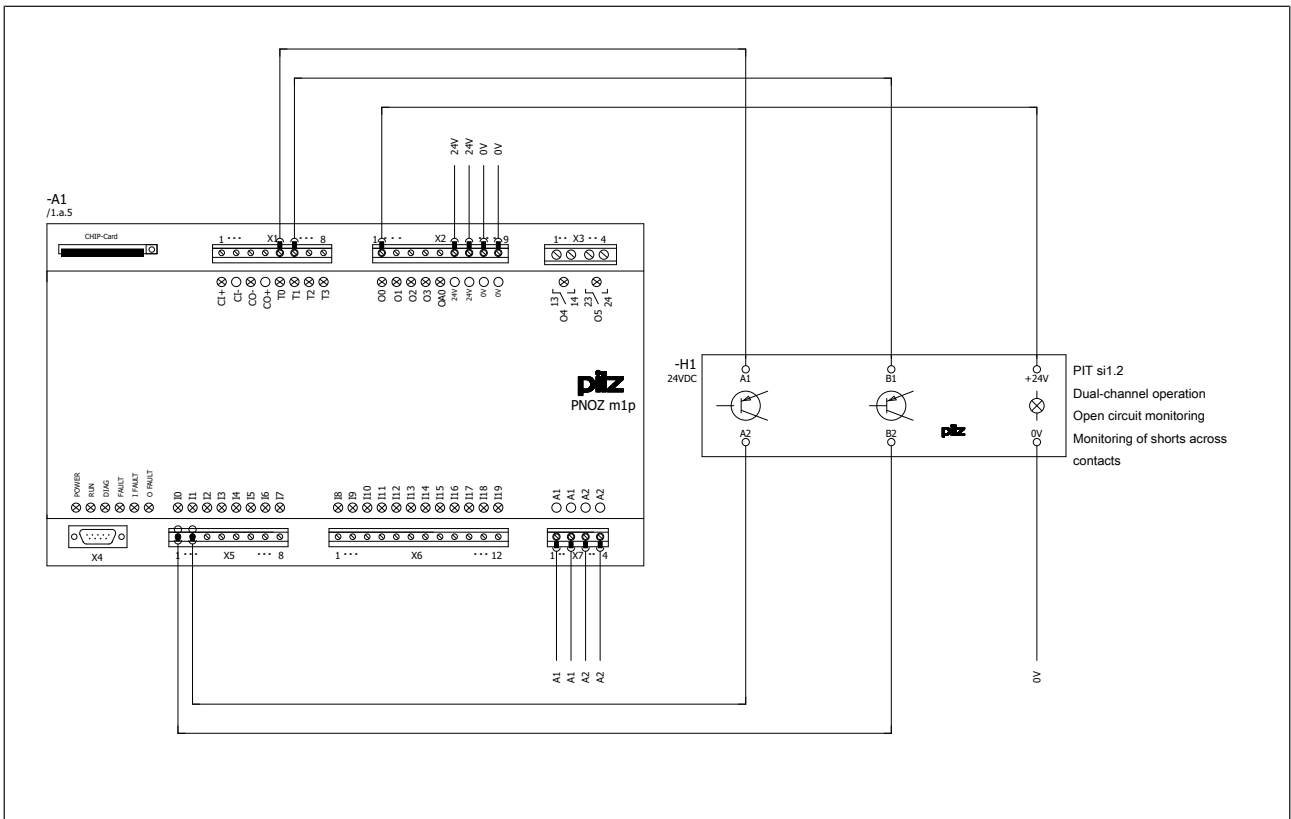 24V 24V 0V 0V
-A1
/1.a.5
CHIP-Card
1 ··· X1 ··· 8
1 ··· X2 ··· 9
1 ·· X3 ·· 4
CI+ CI- CO- CO+ T0 T1 T2 T3
O0 O1 O2 O3 OA0 24V 24V 0V 0V
13 14 23 24
O4 O5
-H1
24VDC
A1 B1 +24V
A2 B2 0V
pilz
PIT si1.2
Dual-channel operation
Open circuit monitoring
Monitoring of shorts across
contacts
pilz
PNOZ m1p
POWER RUN DIAG FAULT I FAULT O FAULT
I0 I1 I2 I3 I4 I5 I6 I7
I8 I9 I10 I11 I12 I13 I14 I15 I16 I17 I18 I19
A1 A1 A2 A2
X4
1 ··· X5 ··· 8
1 ··· X6 ··· 12
1 ·· X7 ·· 4
A1 A1 A2 A2
0V